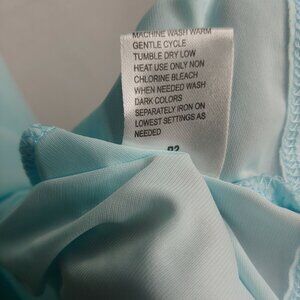 MACHINE WASH WARM
GENTLE CYCLE
TUMBLE DRY LOW
HEAT USE ONLY NON
CHLORINE BLEACH
WHEN NEEDED WASH
DARK COLORS
SEPARATELY IRON ON
LOWEST SETTINGS AS
NEEDED